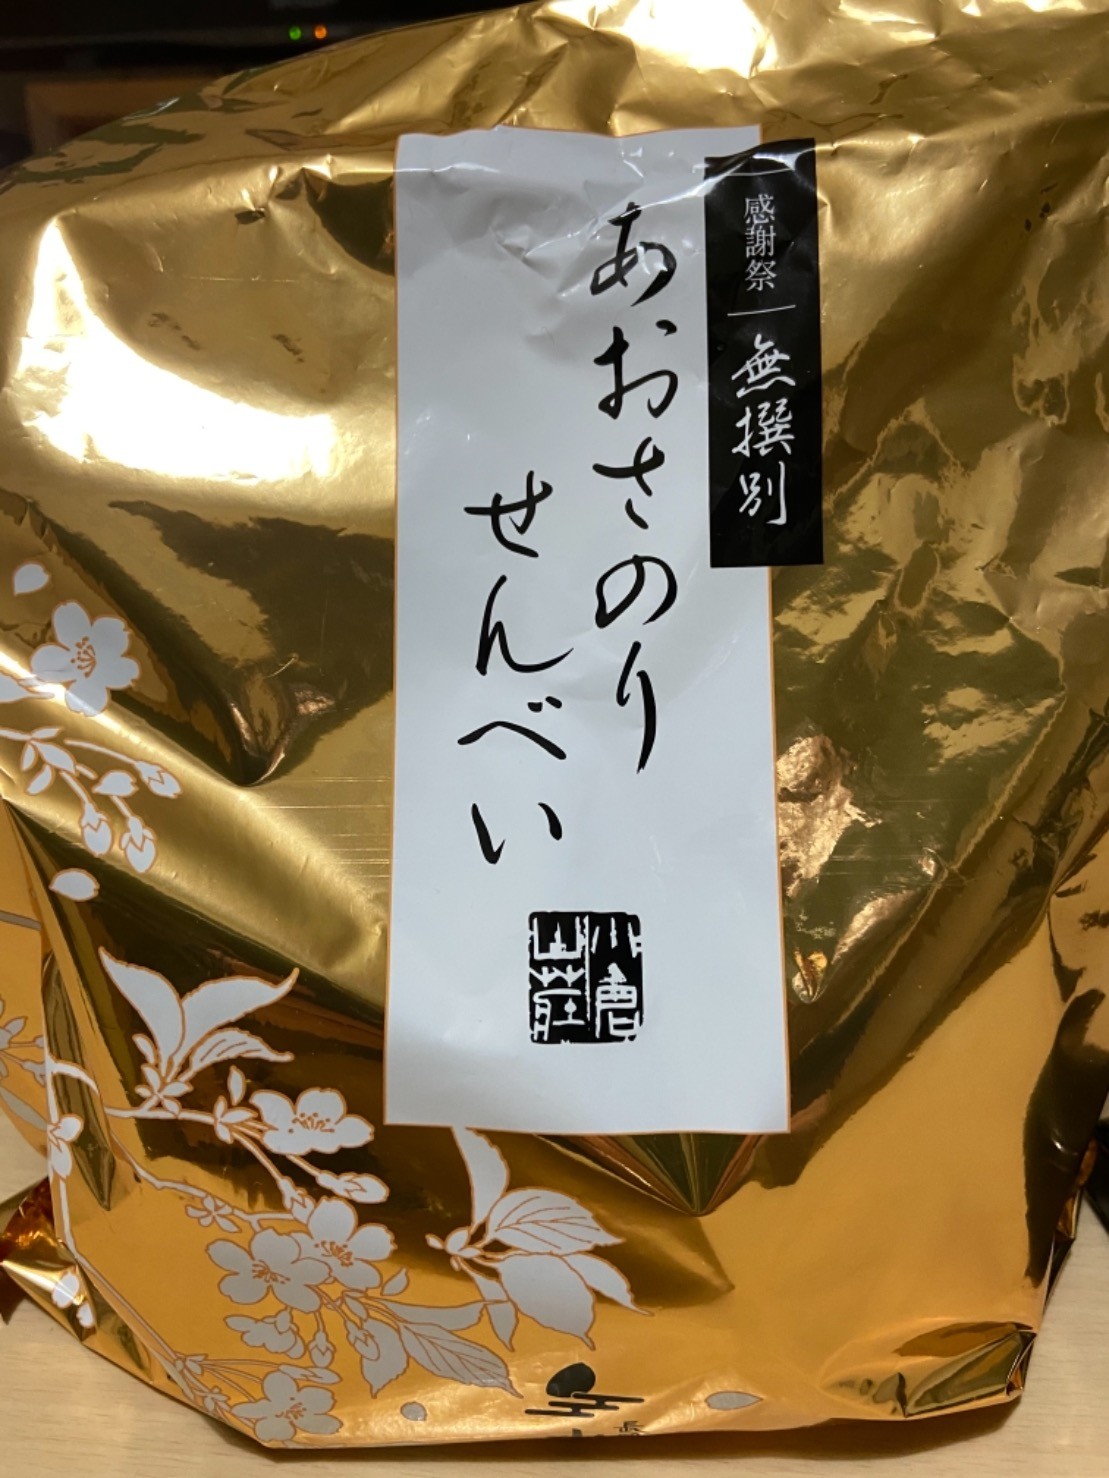 感謝祭
無撰別
あおさのり
せんべい
小倉
山荘